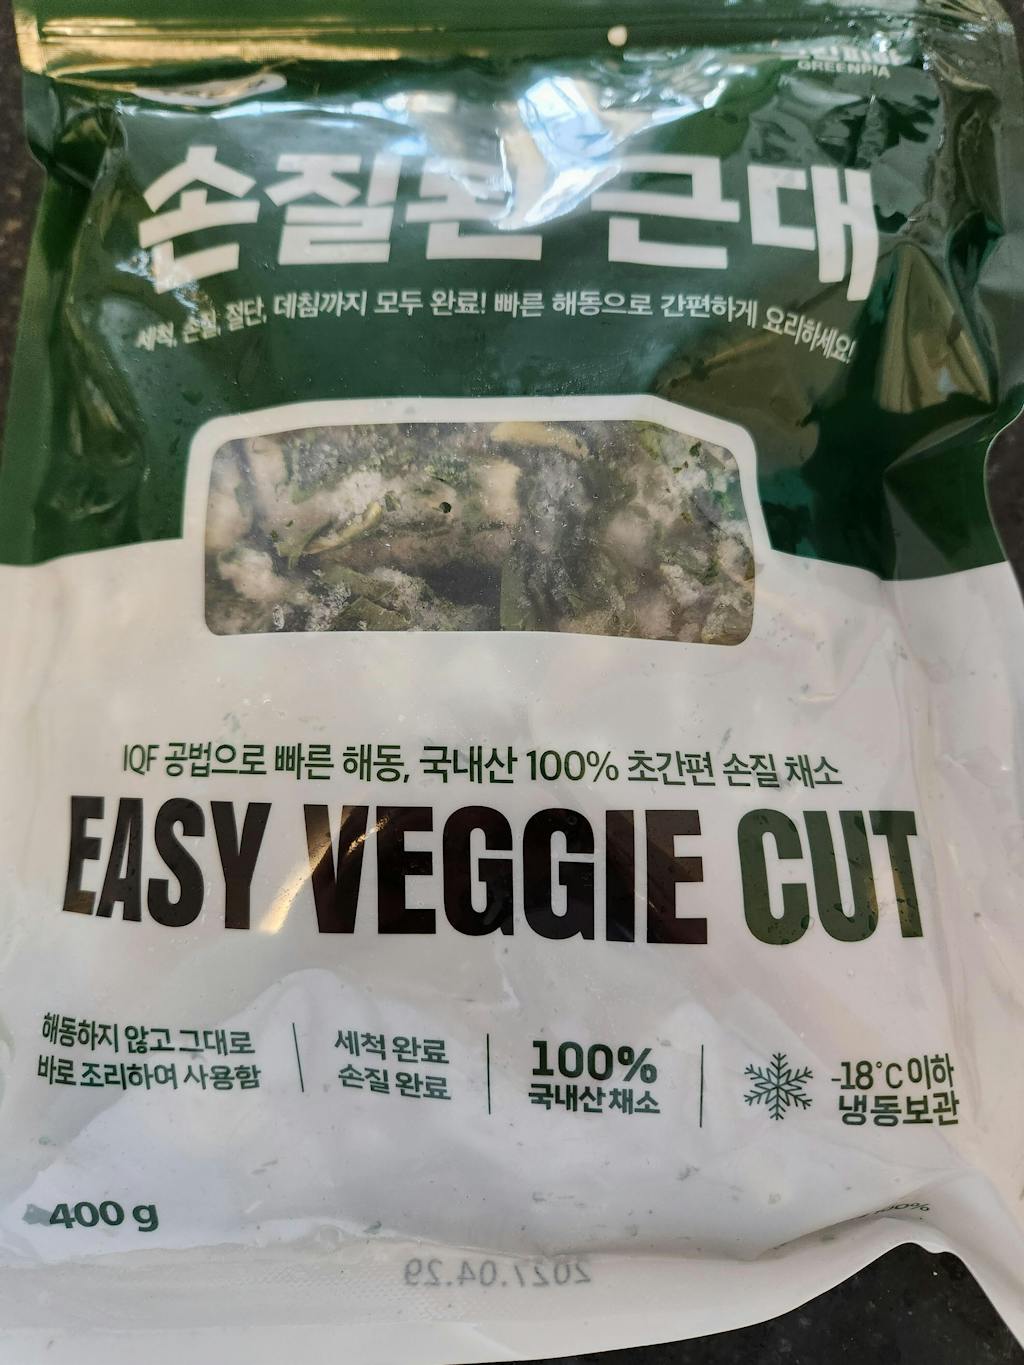 GREENPIA
손질된 근대
세척, 손질, 절단, 데침까지 모두 완료! 빠른 해동으로 간편하게 요리하세요!
IQF 공법으로 빠른 해동, 국내산 100% 초간편 손질 채소
EASY VEGGIE CUT
해동하지 않고 그대로
바로 조리하여 사용함
세척 완료
손질 완료
100%
국내산 채소
-18°C 이하
냉동보관
400 g
2027.04.29